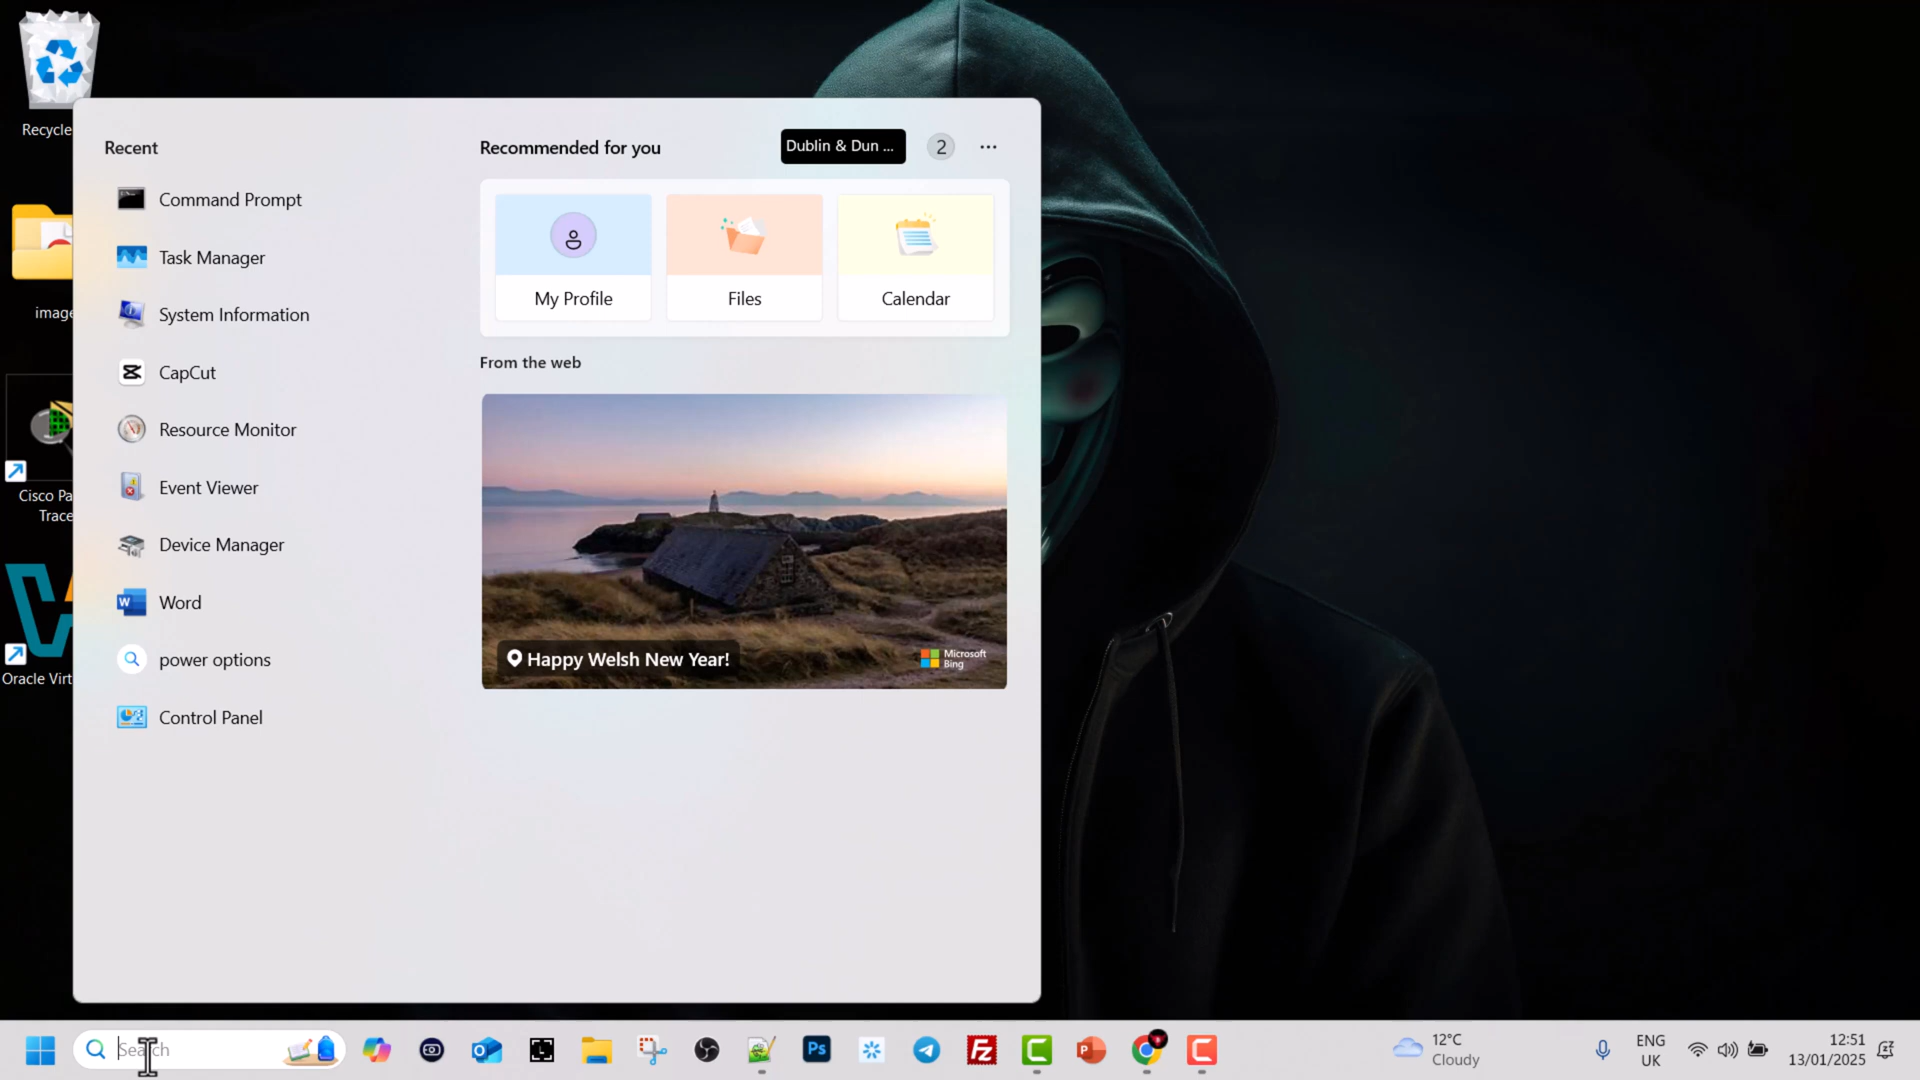 Recycle
image
Cisco Pa
Trace
Oracle Virt
Recent
Command Prompt
Task Manager
System Information
CapCut
Resource Monitor
Event Viewer
Device Manager
Word
power options
Control Panel
Recommended for you
Dublin & Dun ...
2
My Profile
Files
Calendar
From the web
Happy Welsh New Year!
Microsoft
Bing
Search
Ps
Fz
P
12°C
Cloudy
ENG
UK
12:51
13/01/2025